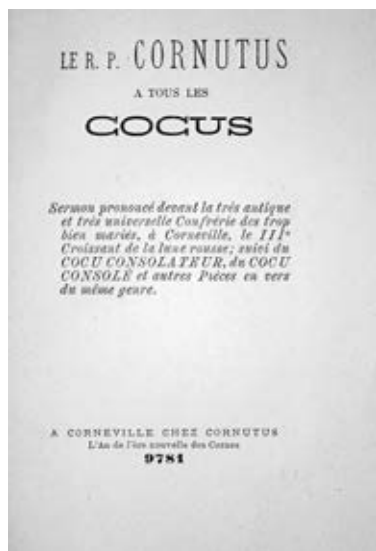 LE R. P. CORNUTUS
A TOUS LES
COCUS
Sermon prononcé devant la très antique
et très universelle Confrérie des trop
bien mariés, à Corneville, le IIIe
Croissant de la lune rousse; suivi du
COCU CONSOLATEUR, du COCU
CONSOLÉ et autres Pièces en vers
du même genre.
A CORNEVILLE CHEZ CORNUTUS
L'An de l'ère nouvelle des Cornes
9781